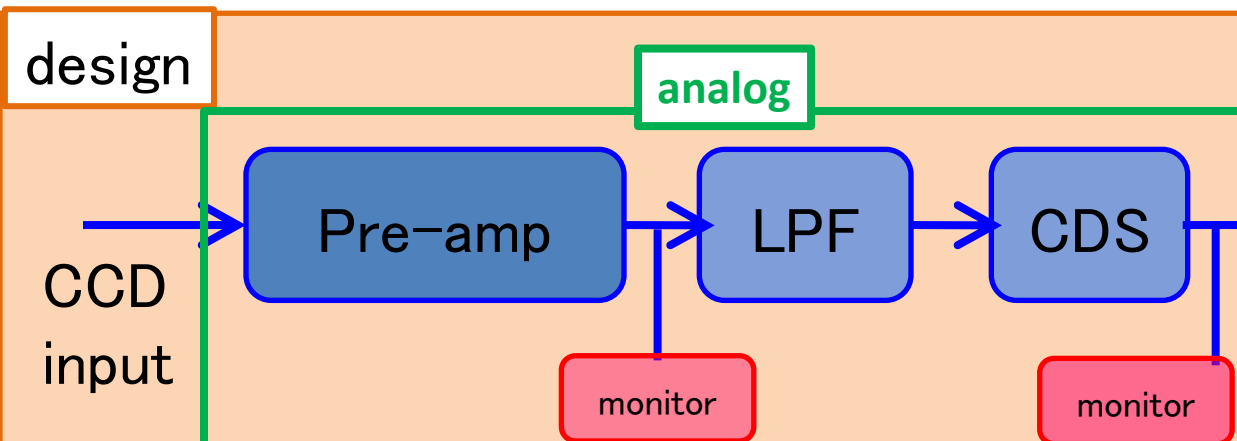 design
analog
Pre-amp
LPF
CDS
CCD
input
monitor
monitor